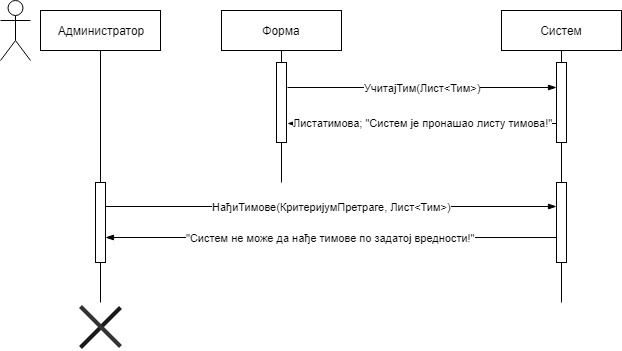 Администратор
Форма
Систем
УчитајТим(Лист<Тим>)
Листатимова; "Систем је пронашао листу тимова!"
НађиТимове(КритеријумПретраге, Лист<Тим>)
"Систем не може да нађе тимове по задатој вредности!"